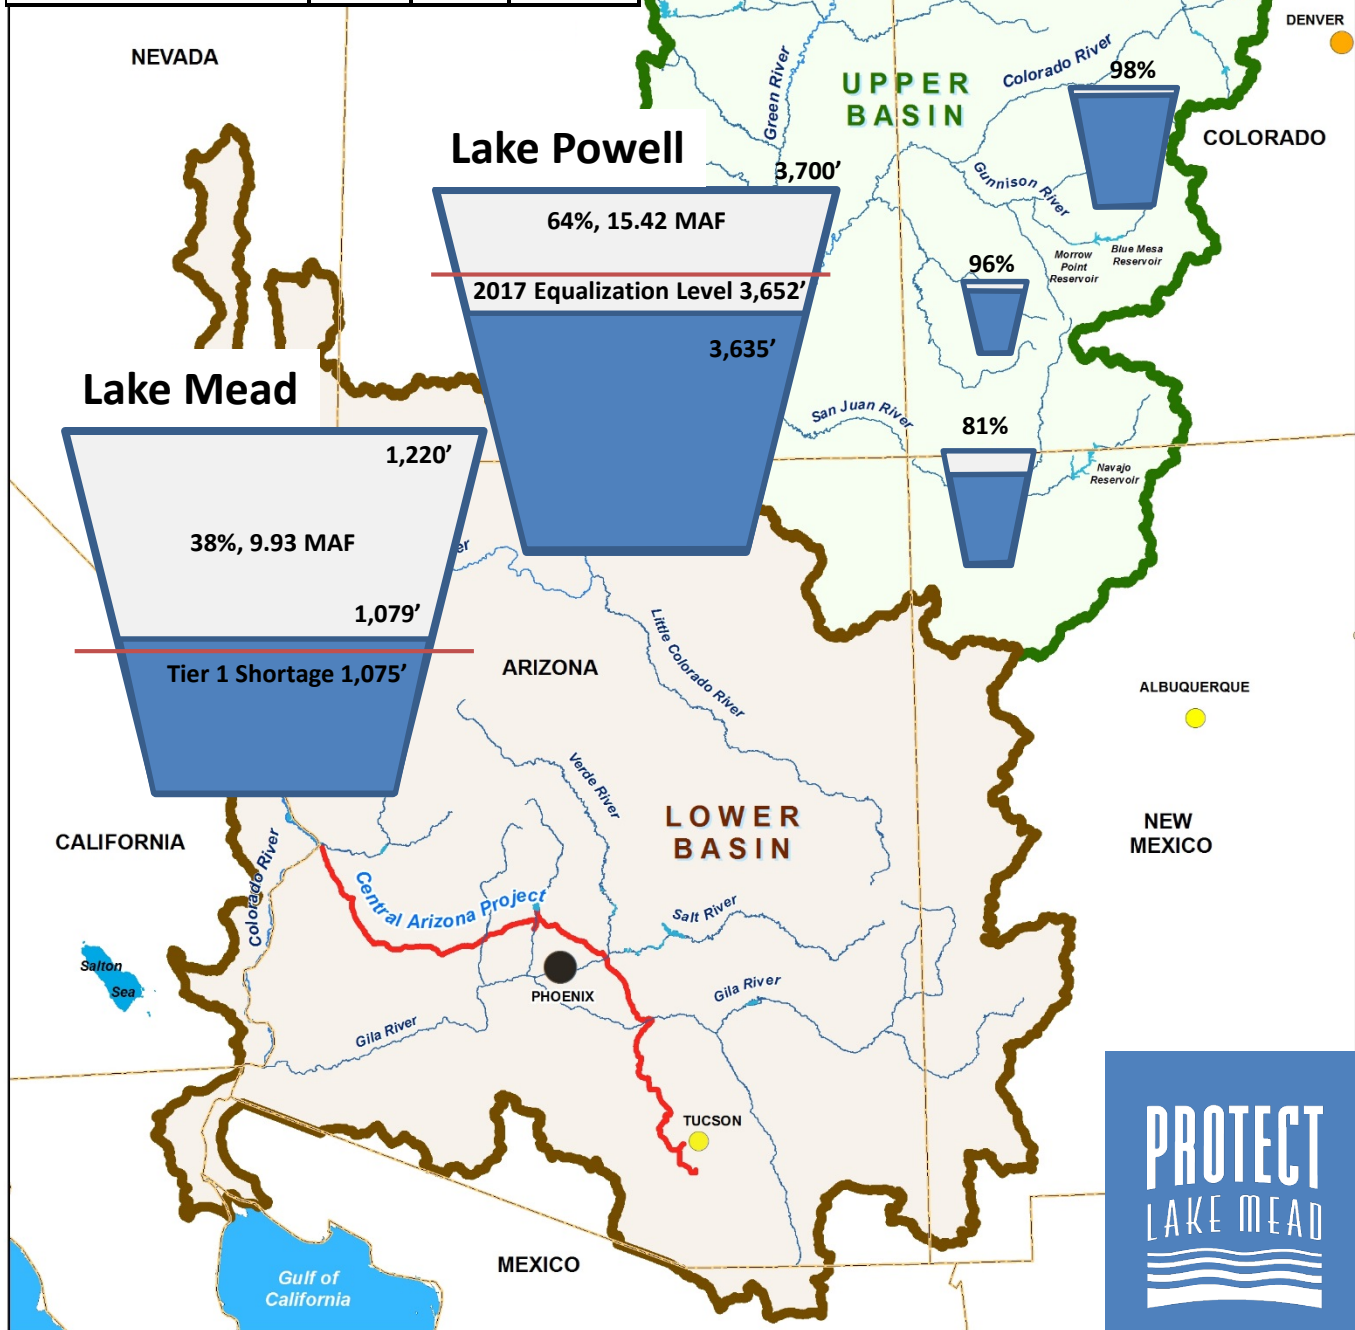 DENVER
NEVADA
Green River
Colorado River
UPPER
BASIN
98%
COLORADO
Lake Powell
3,700’
Gunnison River
64%, 15.42 MAF
Blue Mesa
Reservoir
Morrow
Point
Reservoir
96%
2017 Equalization Level 3,652’
3,635’
Lake Mead
San Juan River
81%
1,220’
Navajo
Reservoir
38%, 9.93 MAF
er
1,079’
Little Colorado River
ARIZONA
Tier 1 Shortage 1,075’
ALBUQUERQUE
Verde River
LOWER
BASIN
NEW
MEXICO
CALIFORNIA
Colorado River
Central Arizona Project
Salt River
Salton
Sea
PHOENIX
Gila River
Gila River
TUCSON
PROTECT
LAKE MEAD
MEXICO
Gulf of
California